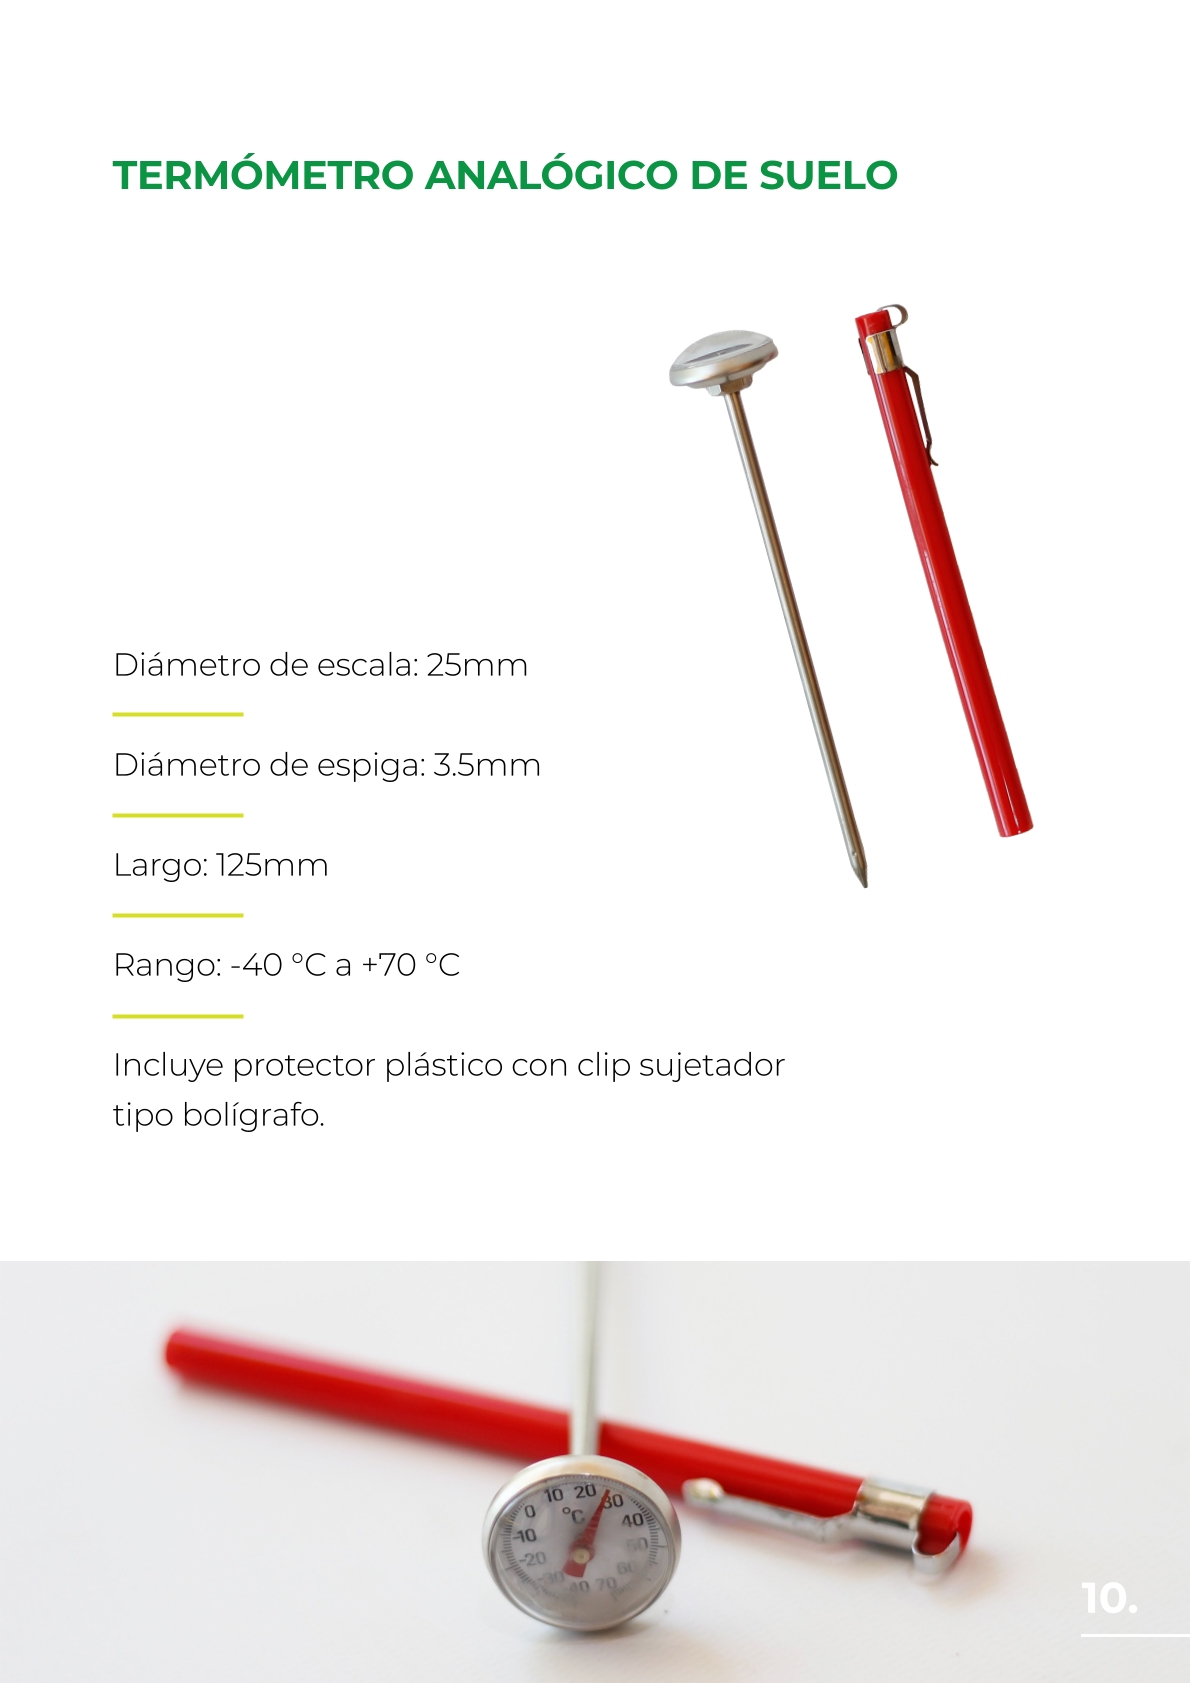 TERMÓMETRO ANALÓGICO DE SUELO
Diámetro de escala: 25mm
Diámetro de espiga: 3.5mm
Largo: 125mm
Rango: -40 °C a +70 °C
Incluye protector plástico con clip sujetador
tipo bolígrafo.
10 20 30
0 °C 40
-10 50
-20 60
-30 40 70
10.